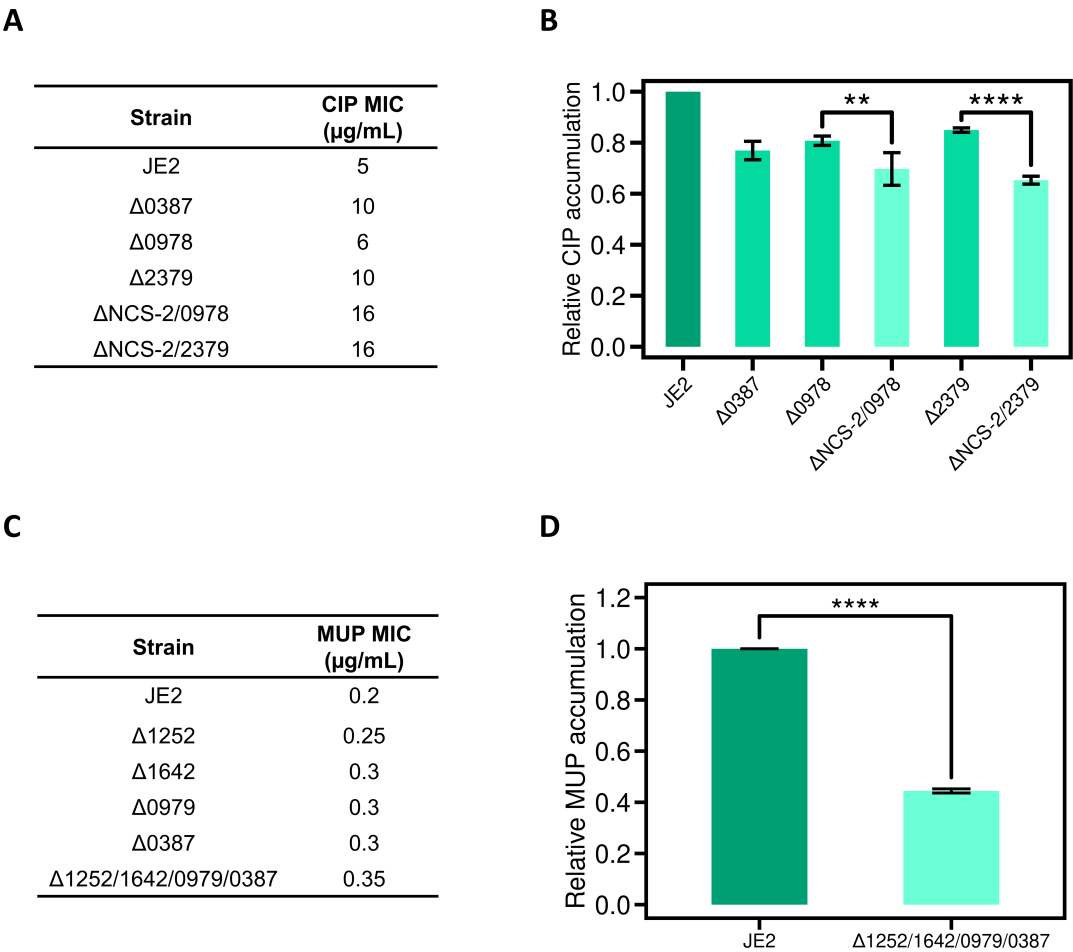 A
Strain CIP MIC
(µg/mL)
JE2 5
Δ0387 10
Δ0978 6
Δ2379 10
ΔNCS-2/0978 16
ΔNCS-2/2379 16
B
Relative CIP accumulation
1.0
0.8
0.6
0.4
0.2
0.0
**
****
JE2
Δ0387
Δ0978
ΔNCS-2/0978
Δ2379
ΔNCS-2/2379
C
Strain MUP MIC
(µg/mL)
JE2 0.2
Δ1252 0.25
Δ1642 0.3
Δ0979 0.3
Δ0387 0.3
Δ1252/1642/0979/0387 0.35
D
Relative MUP accumulation
1.2
1.0
0.8
0.6
0.4
0.2
0.0
****
JE2
Δ1252/1642/0979/0387